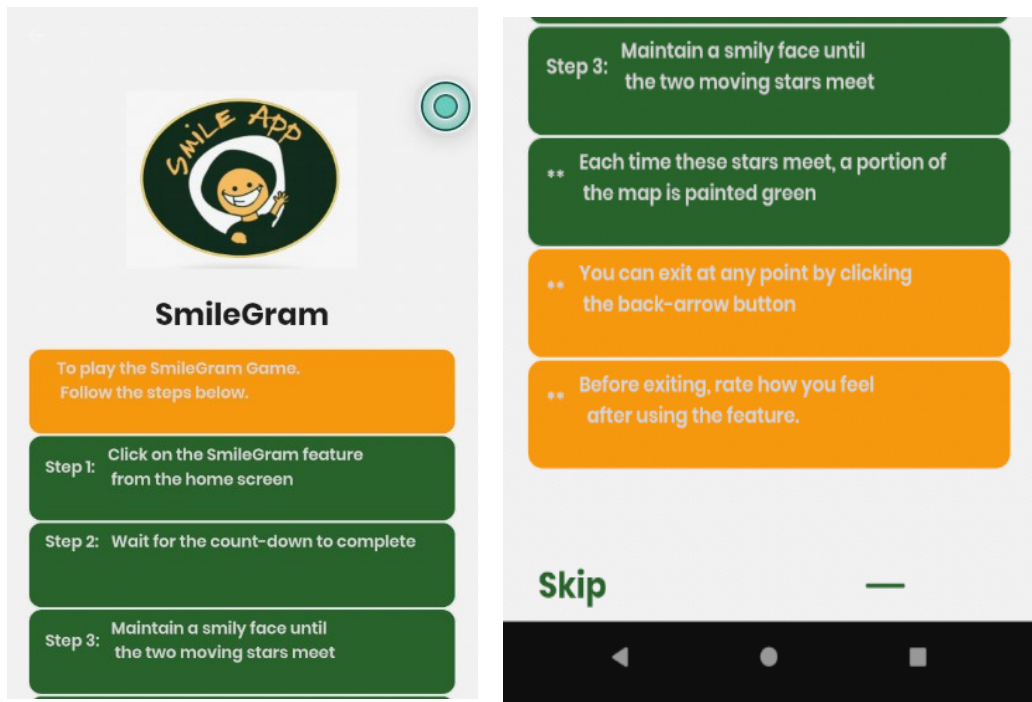 SMILE APP
SmileGram
To play the SmileGram Game.
Follow the steps below.
Step 1: Click on the SmileGram feature
from the home screen
Step 2: Wait for the count-down to complete
Step 3: Maintain a smily face until
the two moving stars meet
Step 3: Maintain a smily face until
the two moving stars meet
** Each time these stars meet, a portion of
the map is painted green
** You can exit at any point by clicking
the back-arrow button
** Before exiting, rate how you feel
after using the feature.
Skip